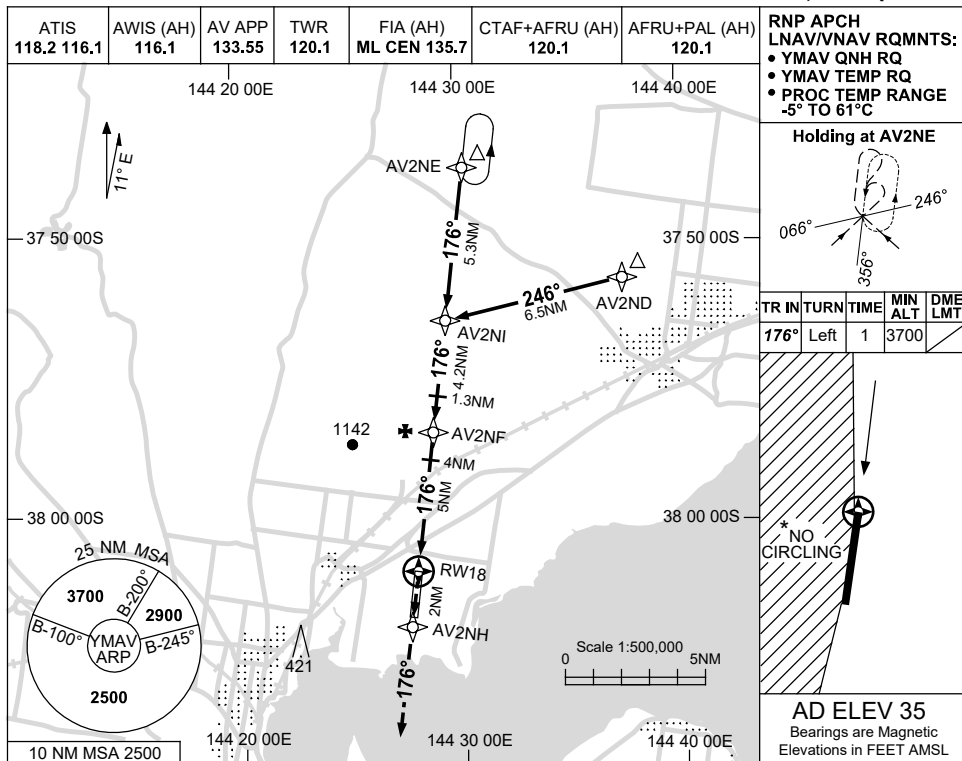 ATIS
118.2 116.1
AWIS (AH)
116.1
AV APP
133.55
TWR
120.1
FIA (AH)
ML CEN 135.7
CTAF+AFRU (AH)
120.1
AFRU+PAL (AH)
120.1
RNP APCH
LNAV/VNAV RQMNTS:
• YMAV QNH RQ
• YMAV TEMP RQ
• PROC TEMP RANGE
-5° TO 61°C
144 20 00E
144 30 00E
144 40 00E
11° E
AV2NE
Holding at AV2NE
246°
066°
356°
37 50 00S
37 50 00S
176°
5.3NM
246°
6.5NM
AV2ND
AV2NI
TR IN
TURN
TIME
MIN ALT
DME LMT
176°
Left
1
3700
176°
4.2NM
1.3NM
1142
AV2NF
4NM
176°
5NM
38 00 00S
38 00 00S
*NO
CIRCLING
25 NM MSA
3700
B-200°
2900
B-100°
YMAV
ARP
B-245°
2500
RW18
2NM
AV2NH
421
176°
Scale 1:500,000
0
5NM
10 NM MSA 2500
144 20 00E
144 30 00E
144 40 00E
AD ELEV 35
Bearings are Magnetic
Elevations in FEET AMSL